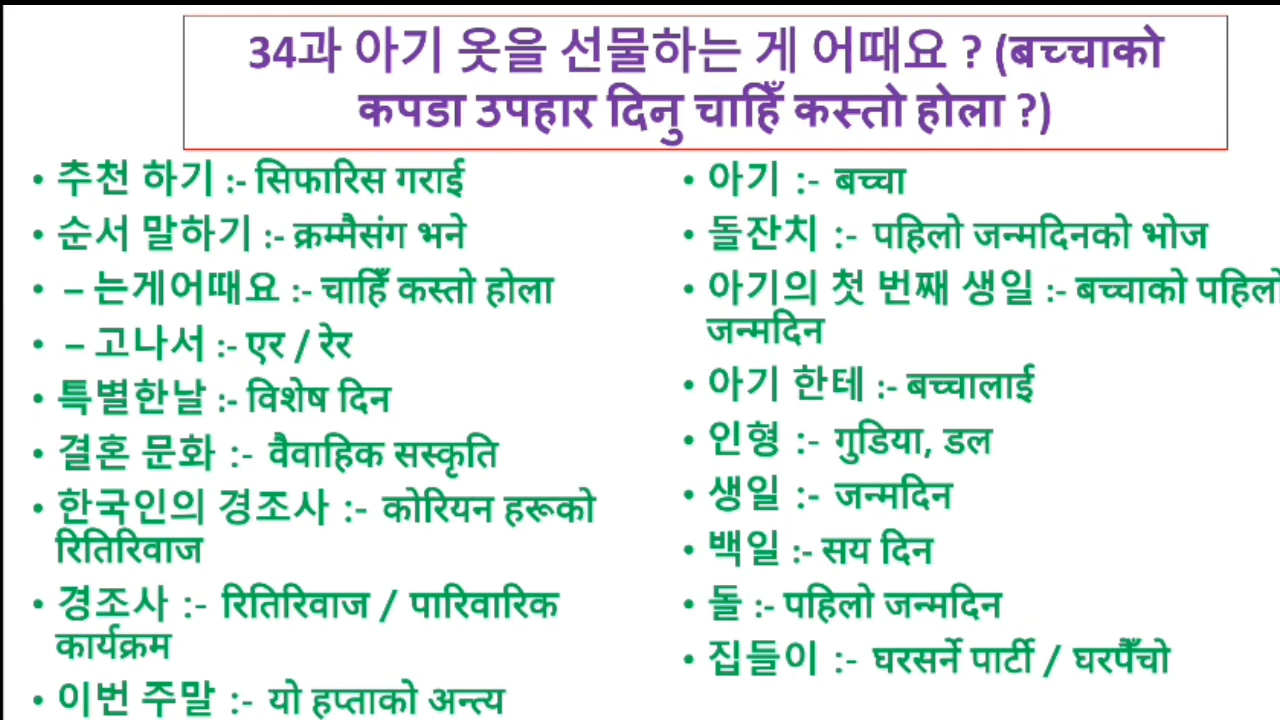 34과 아기 옷을 선물하는 게 어때요 ? (बच्चाको
कपडा उपहार दिनु चाहिँ कस्तो होला ?)
• 추천 하기 :- सिफारिस गराई
• 순서 말하기 :- क्रम्मैसंग भने
• – 는게어때요 :- चाहिँ कस्तो होला
• – 고나서 :- एर / रेर
• 특별한날 :- विशेष दिन
• 결혼 문화 :- वैवाहिक सस्कृति
• 한국인의 경조사 :- कोरियन हरूको
रितिरिवाज
• 경조사 :- रितिरिवाज / पारिवारिक
कार्यक्रम
• 이번 주말 :- यो हप्ताको अन्त्य
• 아기 :- बच्चा
• 돌잔치 :- पहिलो जन्मदिनको भोज
• 아기의 첫 번째 생일 :- बच्चाको पहिलो
जन्मदिन
• 아기 한테 :- बच्चालाई
• 인형 :- गुडिया, डल
• 생일 :- जन्मदिन
• 백일 :- सय दिन
• 돌 :- पहिलो जन्मदिन
• 집들이 :- घरसर्ने पार्टी / घरपैँचो